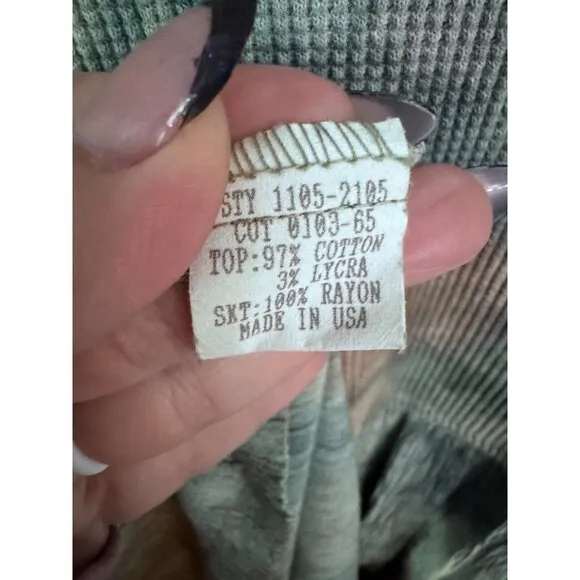 STY 1105-2105
CUT 0103-65
TOP:97% COTTON
3% LYCRA
SKT:100% RAYON
MADE IN USA